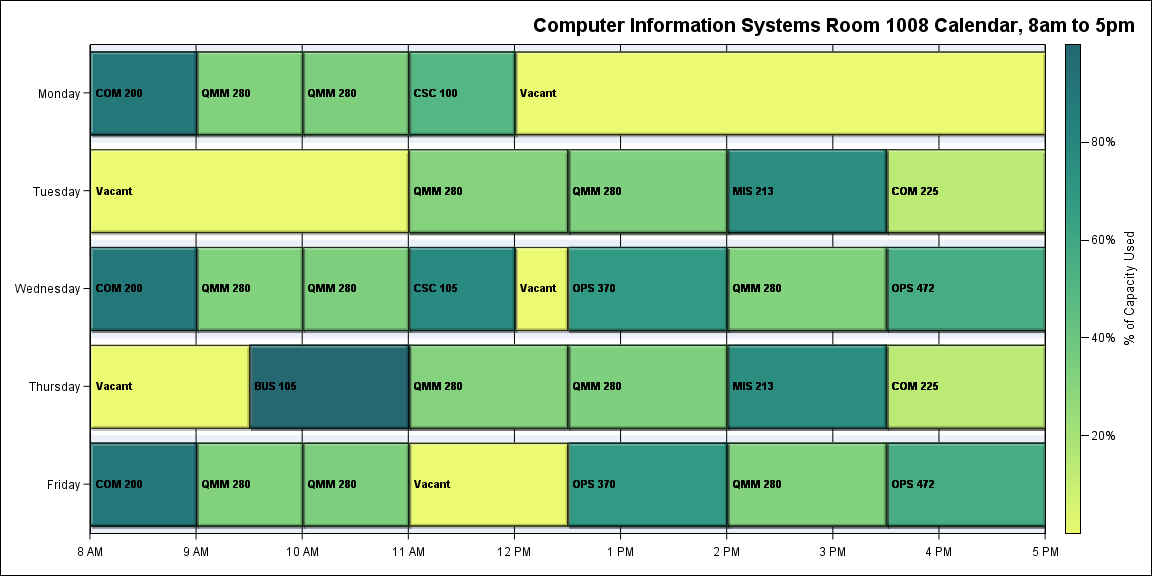 Computer Information Systems Room 1008 Calendar, 8am to 5pm
Monday
COM 200
QMM 280
QMM 280
CSC 100
Vacant
Tuesday
Vacant
QMM 280
QMM 280
MIS 213
COM 225
Wednesday
COM 200
QMM 280
QMM 280
CSC 105
Vacant
OPS 370
QMM 280
OPS 472
Thursday
Vacant
BUS 105
QMM 280
QMM 280
MIS 213
COM 225
Friday
COM 200
QMM 280
QMM 280
Vacant
OPS 370
QMM 280
OPS 472
8 AM
9 AM
10 AM
11 AM
12 PM
1 PM
2 PM
3 PM
4 PM
5 PM
80%
60%
40%
20%
% of Capacity Used